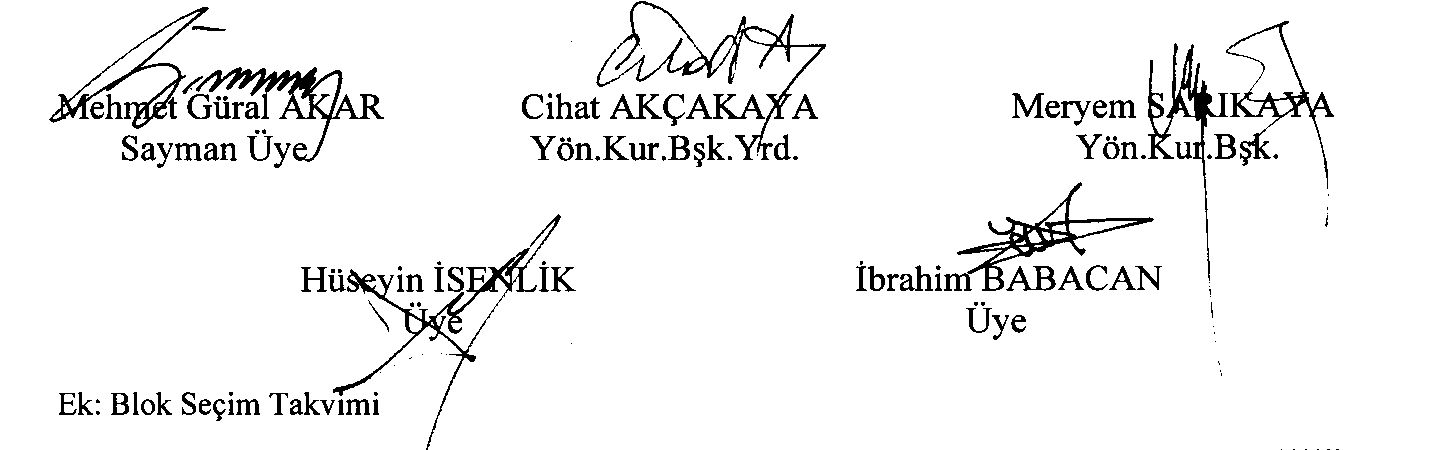 Mehmet Güral AKAR Cihat AKÇAKAYA Meryem SARIKAYA
Sayman Üye Yön.Kur.Bşk.Yrd. Yön.Kur.Bşk.
Hüseyin İSENLİK İbrahim BABACAN
Üye Üye
Ek: Blok Seçim Takvimi